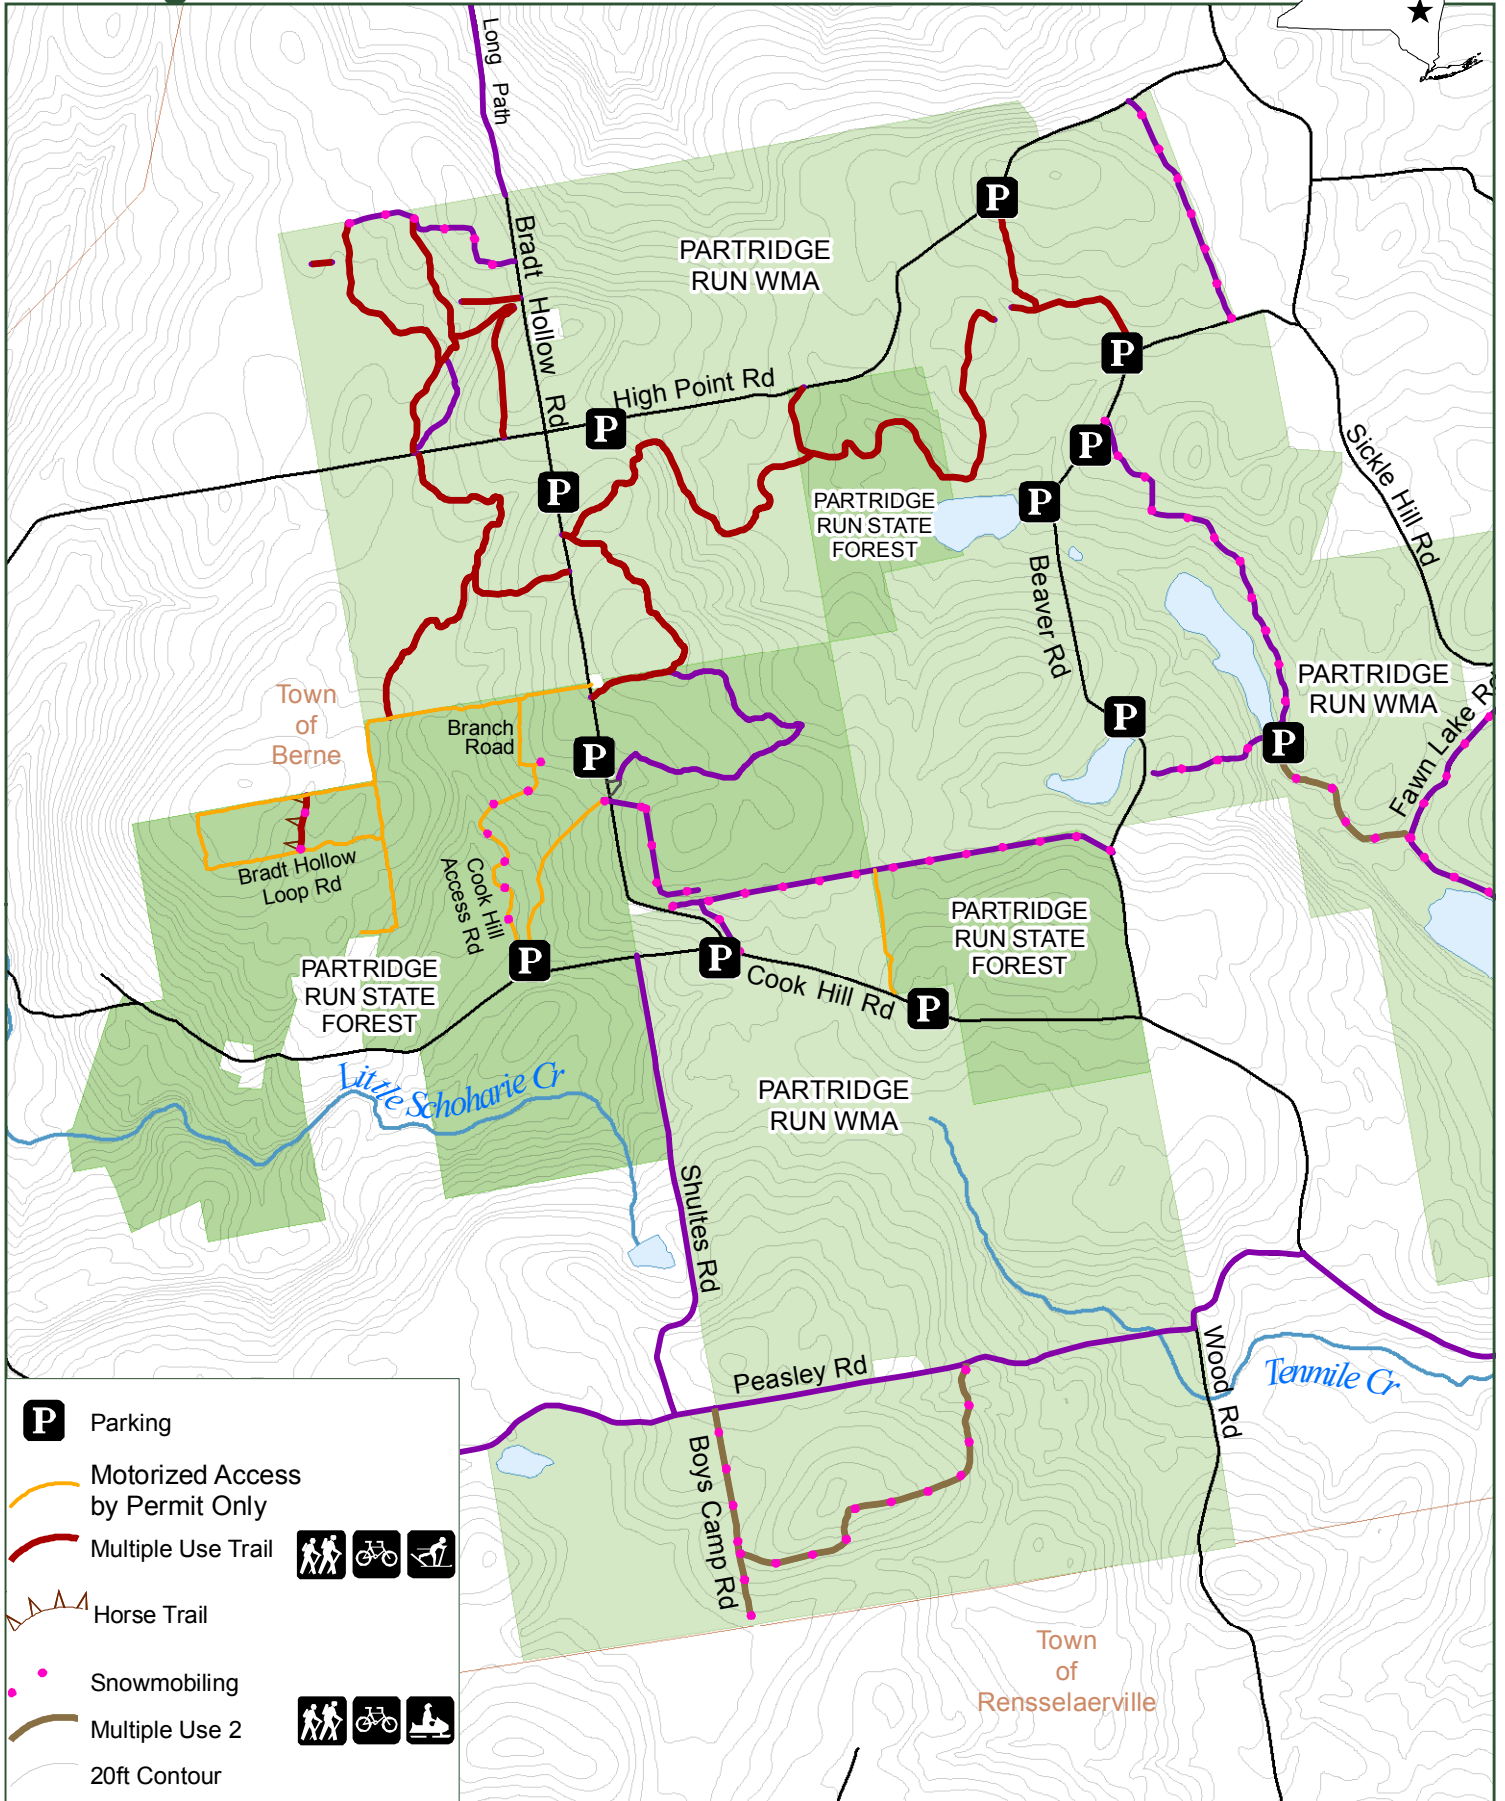 Long Path
Bradt Hollow Rd
PARTRIDGE
RUN WMA
High Point Rd
P
P
P
P
P
P
Sickle Hill Rd
PARTRIDGE
RUN STATE
FOREST
Beaver Rd
PARTRIDGE
RUN WMA
Fawn Lake Rd
P
P
Town
of
Berne
Branch
Road
P
Bradt Hollow
Loop Rd
Cook Hill
Access Rd
PARTRIDGE
RUN STATE
FOREST
P
P
Cook Hill Rd
P
PARTRIDGE
RUN STATE
FOREST
Little Schoharie Cr
PARTRIDGE
RUN WMA
Shultes Rd
Peasley Rd
Wood Rd
Tenmile Cr
Boys Camp Rd
Town
of
Rensselaerville
P Parking
Motorized Access
by Permit Only
Multiple Use Trail
Horse Trail
Snowmobiling
Multiple Use 2
20ft Contour